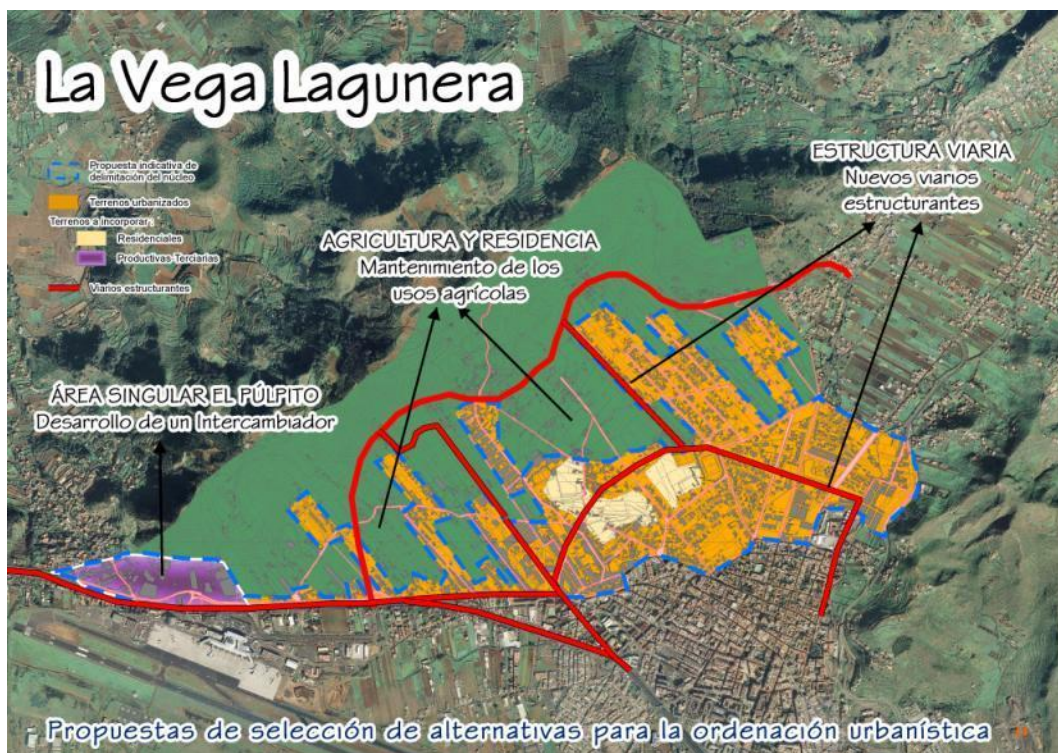 La Vega Lagunera
Propuesta indicativa de
delimitación del núcleo
Terrenos urbanizados
Terrenos a incorporar
Residenciales
Productivas-Terciarias
Viarios estructurantes
ESTRUCTURA VIARIA
Nuevos viarios
estructurantes
AGRICULTURA Y RESIDENCIA
Mantenimiento de los
usos agrícolas
ÁREA SINGULAR EL PÚLPITO
Desarrollo de un Intercambiador
Propuestas de selección de alternativas para la ordenación urbanística